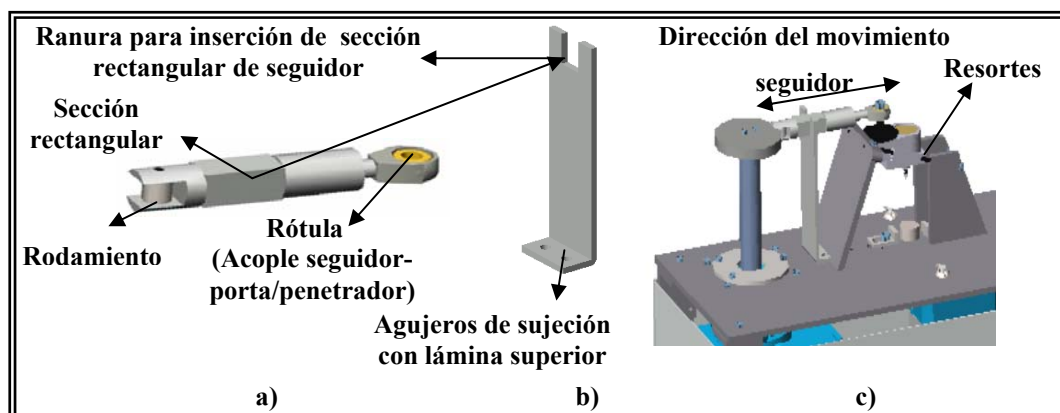 Ranura para inserción de sección
rectangular de seguidor
Sección
rectangular
Rodamiento
Rótula
(Acople seguidor-
porta/penetrador)
Agujeros de sujeción
con lámina superior
Dirección del movimiento
seguidor
Resortes
a)
b)
c)